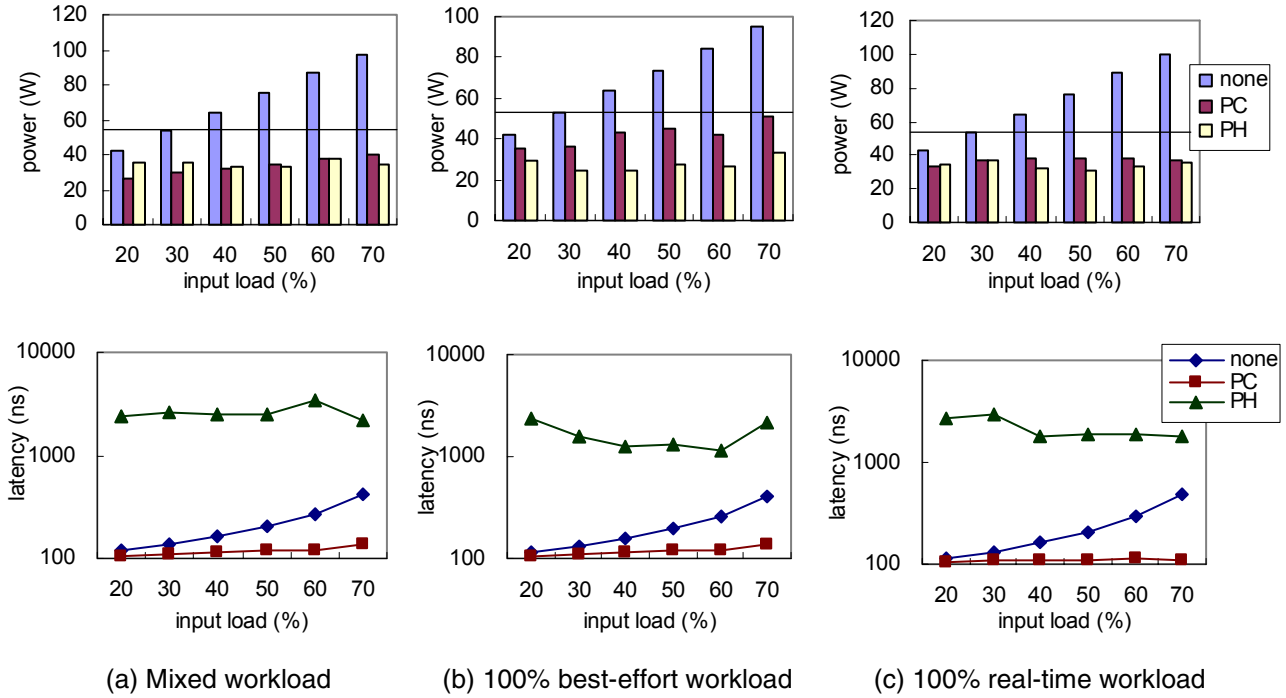 120
100
80
60
40
20
0
power (W)
20 30 40 50 60 70
input load (%)
100
80
60
40
20
0
power (W)
20 30 40 50 60 70
input load (%)
120
100
80
60
40
20
0
power (W)
20 30 40 50 60 70
input load (%)
none
PC
PH
10000
1000
100
latency (ns)
20 30 40 50 60 70
input load (%)
10000
1000
100
latency (ns)
20 30 40 50 60 70
input load (%)
10000
1000
100
latency (ns)
20 30 40 50 60 70
input load (%)
none
PC
PH
(a) Mixed workload
(b) 100% best-effort workload
(c) 100% real-time workload